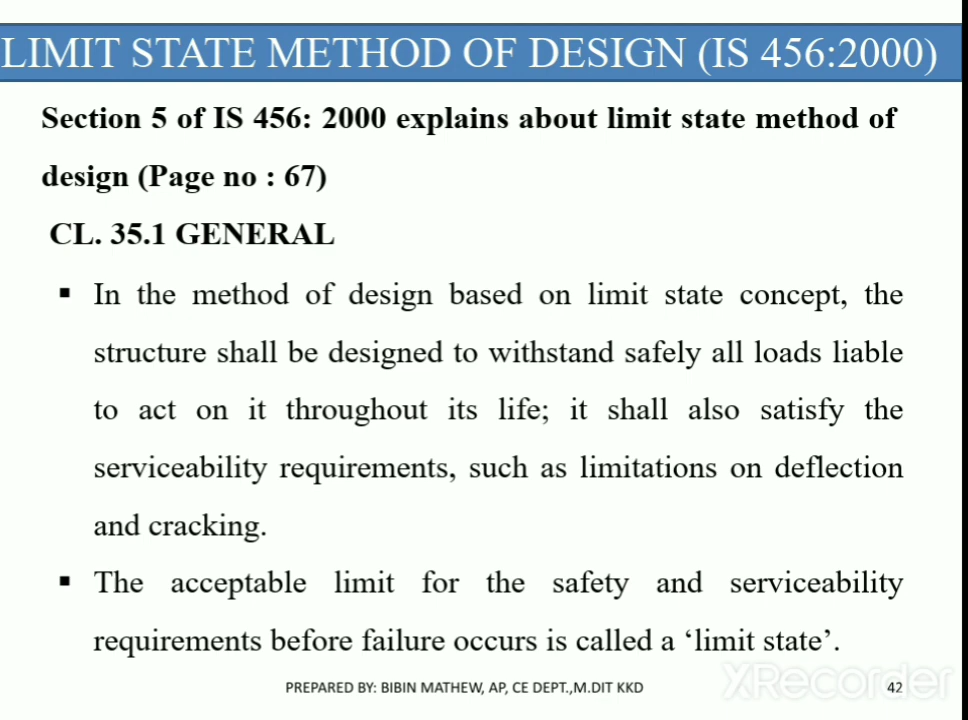 LIMIT STATE METHOD OF DESIGN (IS 456:2000)
Section 5 of IS 456: 2000 explains about limit state method of
design (Page no : 67)
CL. 35.1 GENERAL
▪ In the method of design based on limit state concept, the
structure shall be designed to withstand safely all loads liable
to act on it throughout its life; it shall also satisfy the
serviceability requirements, such as limitations on deflection
and cracking.
▪ The acceptable limit for the safety and serviceability
requirements before failure occurs is called a ‘limit state’.
PREPARED BY: BIBIN MATHEW, AP, CE DEPT.,M.DIT KKD
XRecorder
42